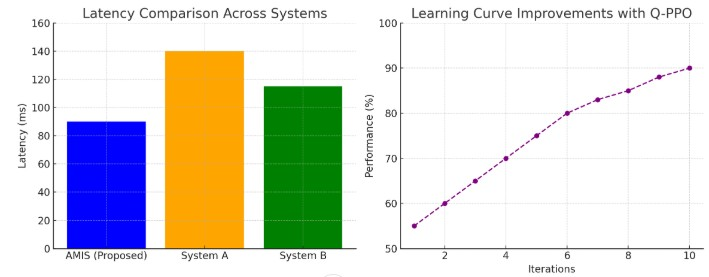 Latency Comparison Across Systems
Latency (ms)
160
140
120
100
80
60
40
20
0
AMIS (Proposed)
System A
System B
Learning Curve Improvements with Q-PPO
Performance (%)
100
90
80
70
60
50
2
4
6
8
10
Iterations